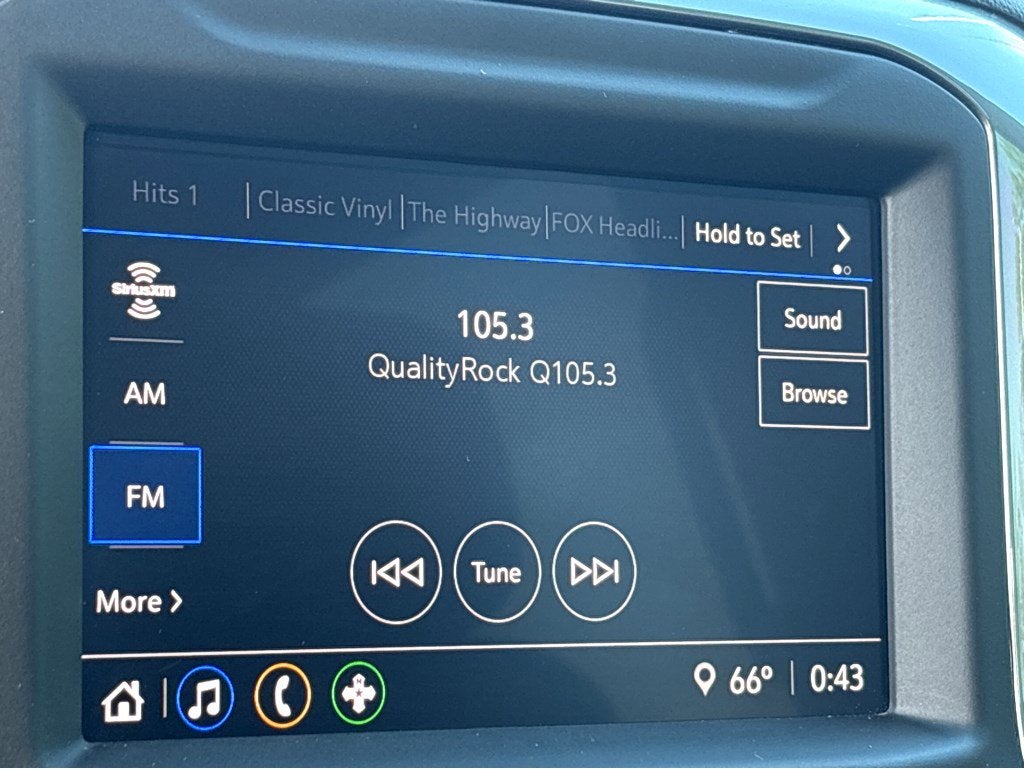 Hits 1 | Classic Vinyl | The Highway | FOX Headli... | Hold to Set
SiriusXM
Sound
105.3
QualityRock Q105.3
AM
Browse
FM
Tune
More
66° | 0:43